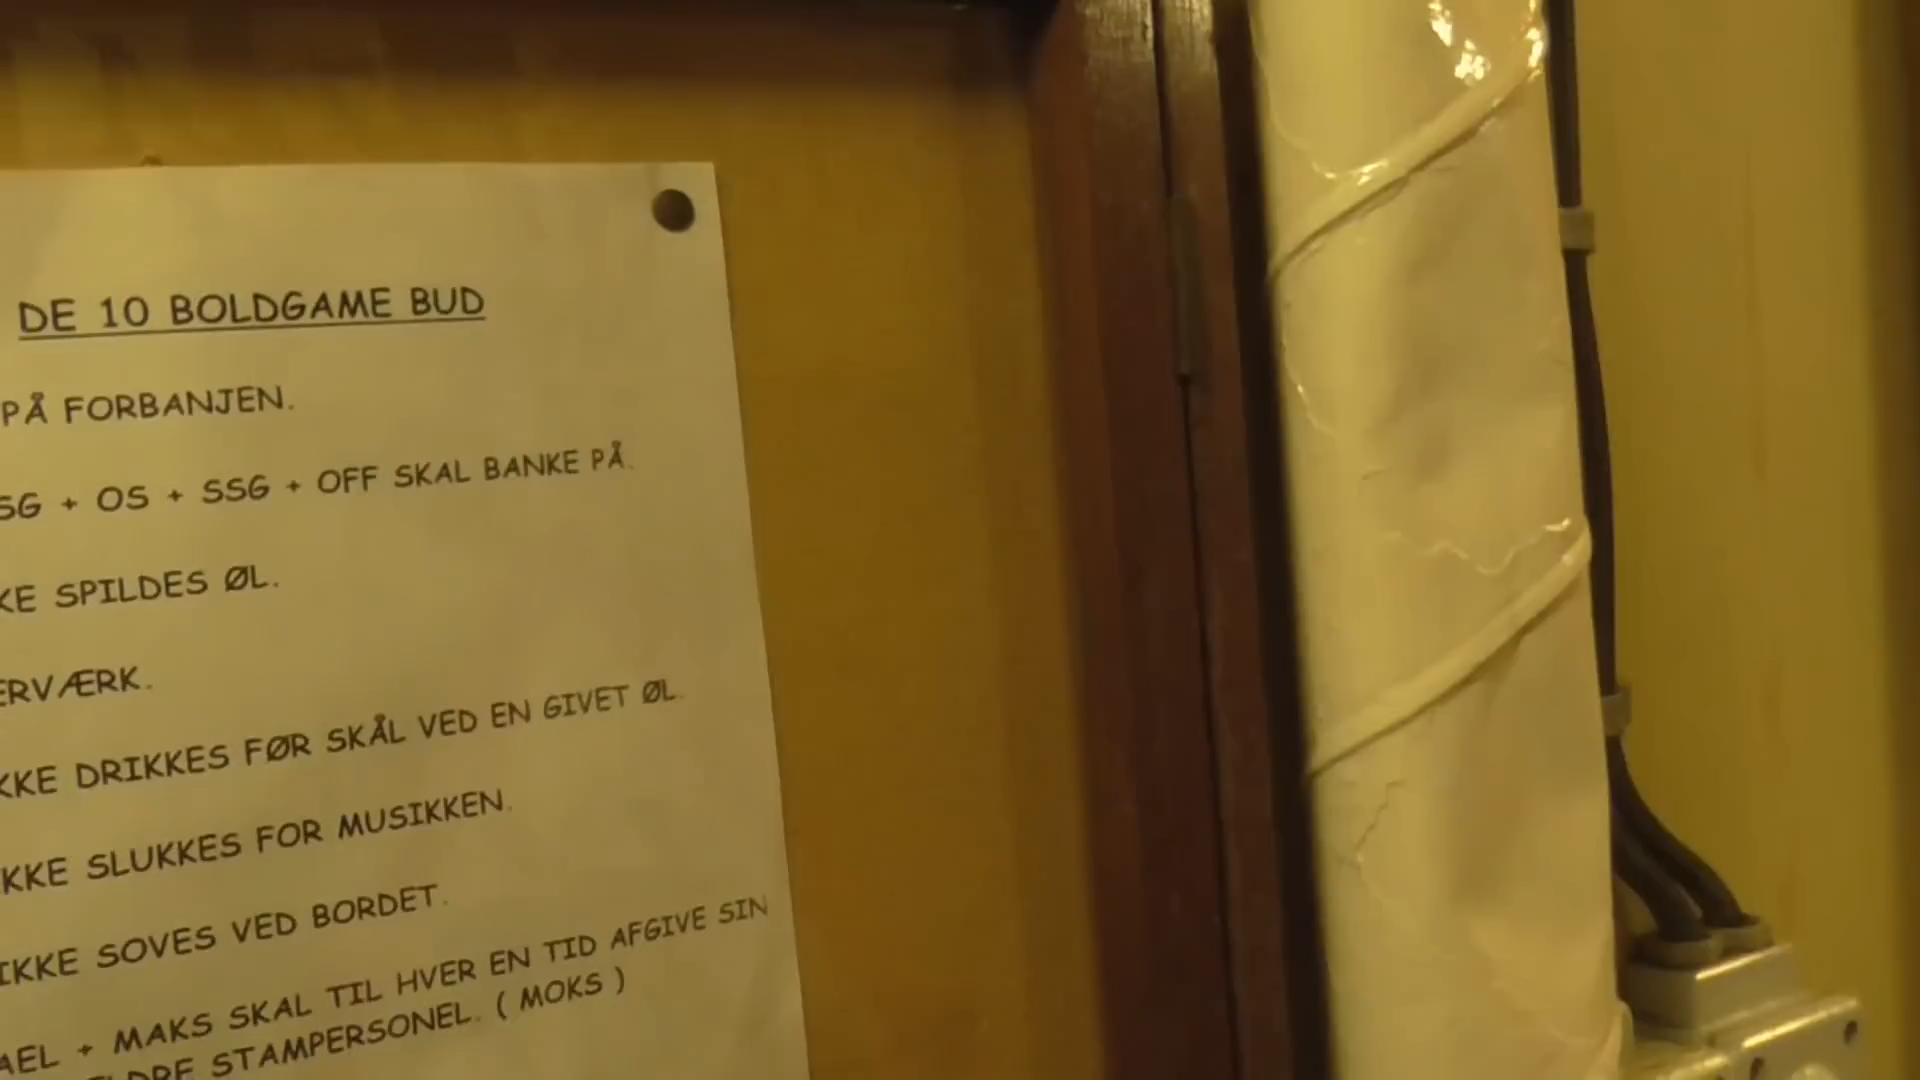 DE 10 BOLDGAME BUD
PÅ FORBANJEN.
SG + OS + SSG + OFF SKAL BANKE PÅ.
KE SPILDES ØL.
ERVÆRK.
KKE DRIKKES FØR SKÅL VED EN GIVET ØL.
KKE SLUKKES FOR MUSIKKEN.
IKKE SOVES VED BORDET.
AEL + MAKS SKAL TIL HVER EN TID AFGIVE SIN
STAMPERSONEL. ( MOKS )